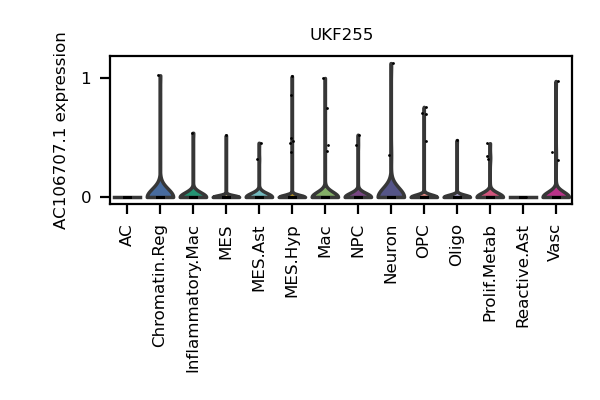 UKF255
AC106707.1 expression
1
0
AC
Chromatin.Reg
Inflammatory.Mac
MES
MES.Ast
MES.Hyp
Mac
NPC
Neuron
OPC
Oligo
Prolif.Metab
Reactive.Ast
Vasc